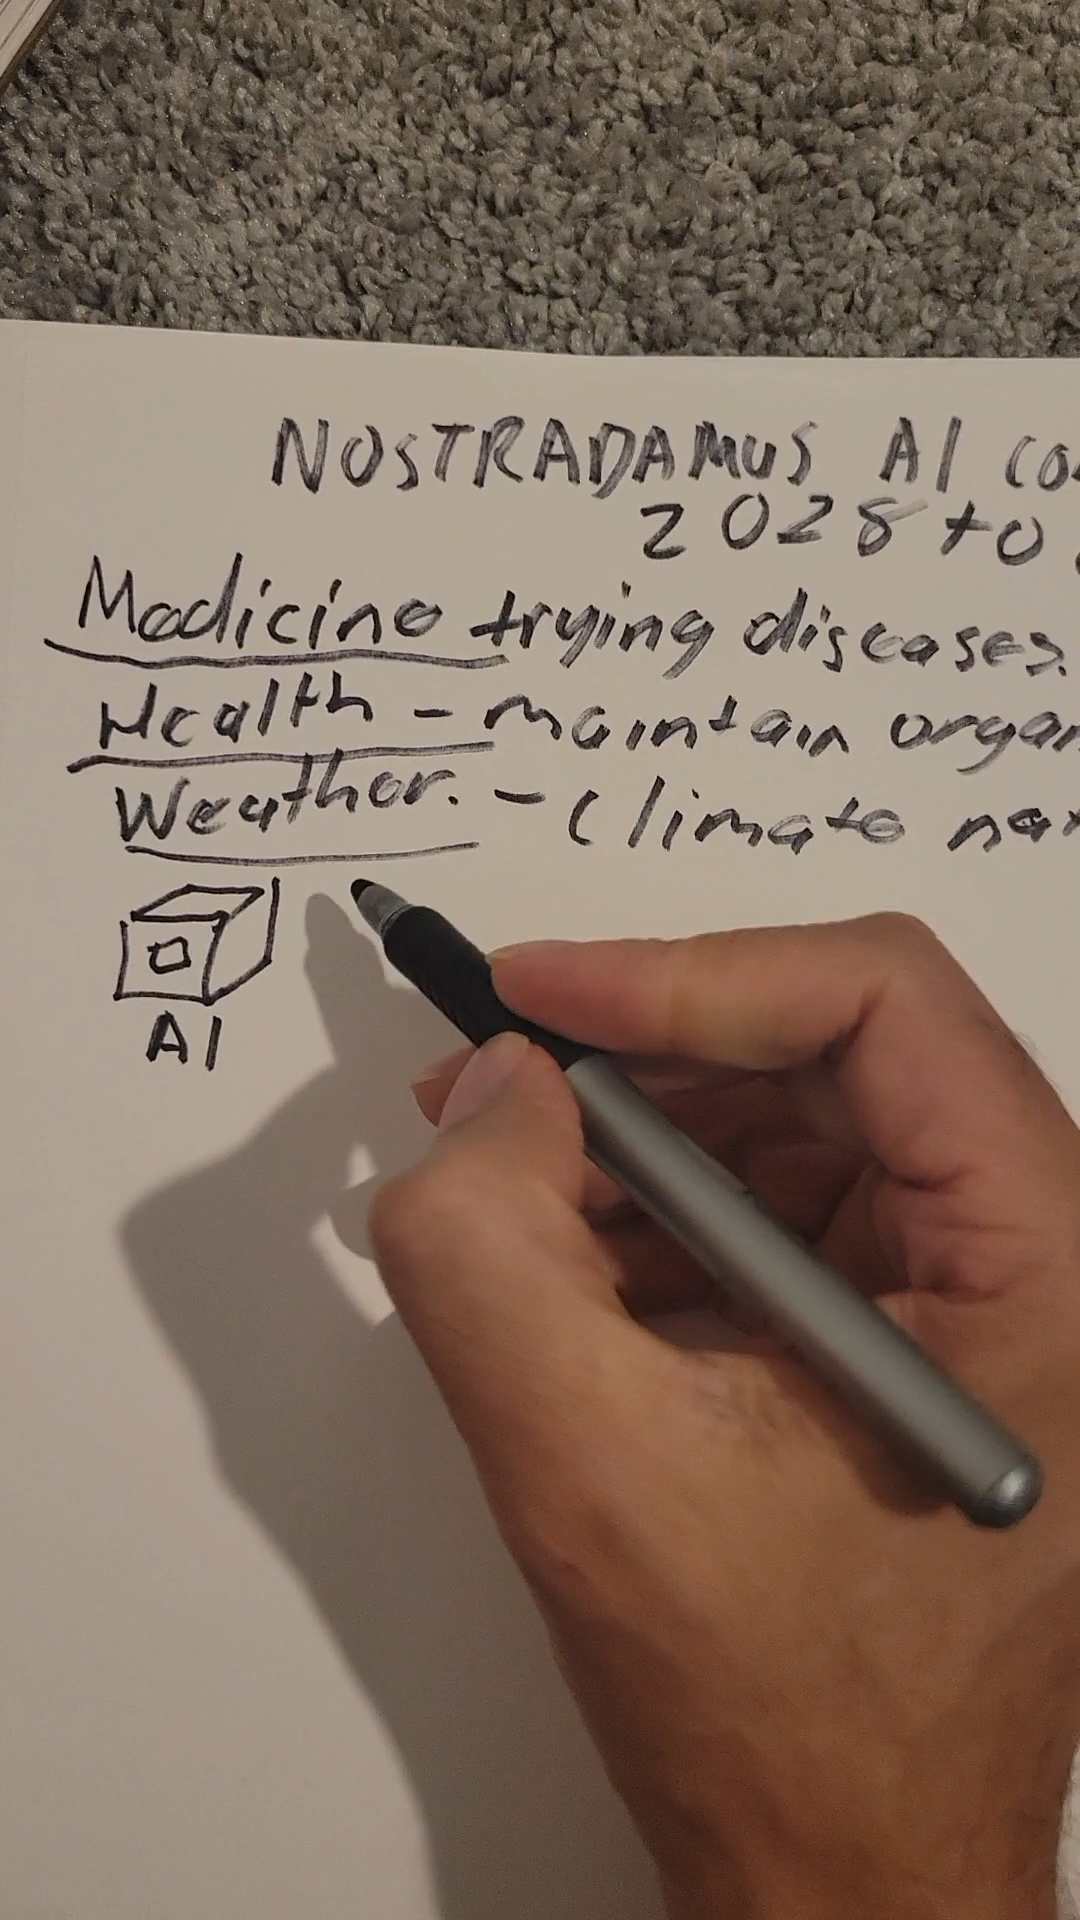 NOSTRADAMUS AI
2028 to
Medicine trying diseases.
Health - maintain
Weather. - Climate
AI